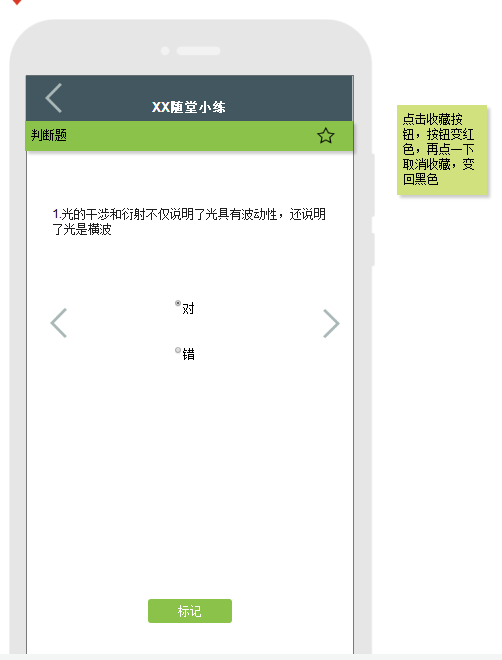 XX随堂小练
判断题
1.光的干涉和衍射不仅说明了光具有波动性，还说明
了光是横波
对
错
标记
点击收藏按
钮，按钮变红
色，再点一下
取消收藏，变
回黑色